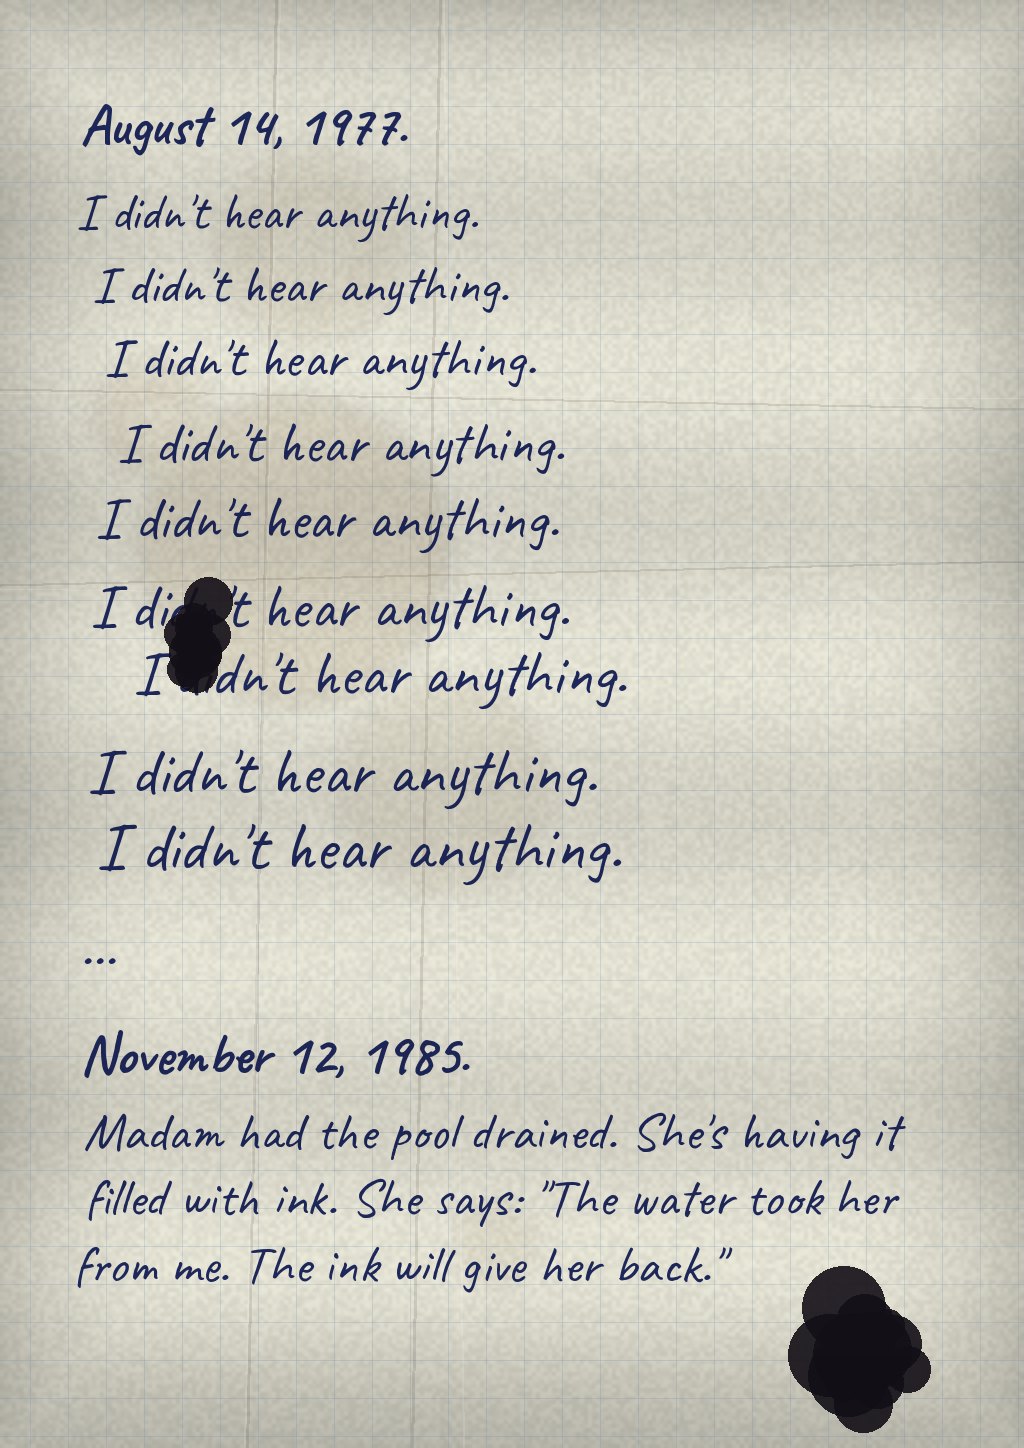 August 14, 1977.
I didn't hear anything.
I didn't hear anything.
I didn't hear anything.
I didn't hear anything.
I didn't hear anything.
I didn't hear anything.
I didn't hear anything.
I didn't hear anything.
I didn't hear anything.
...
November 12, 1985.
Madam had the pool drained. She's having it
filled with ink. She says: "The water took her
from me. The ink will give her back."